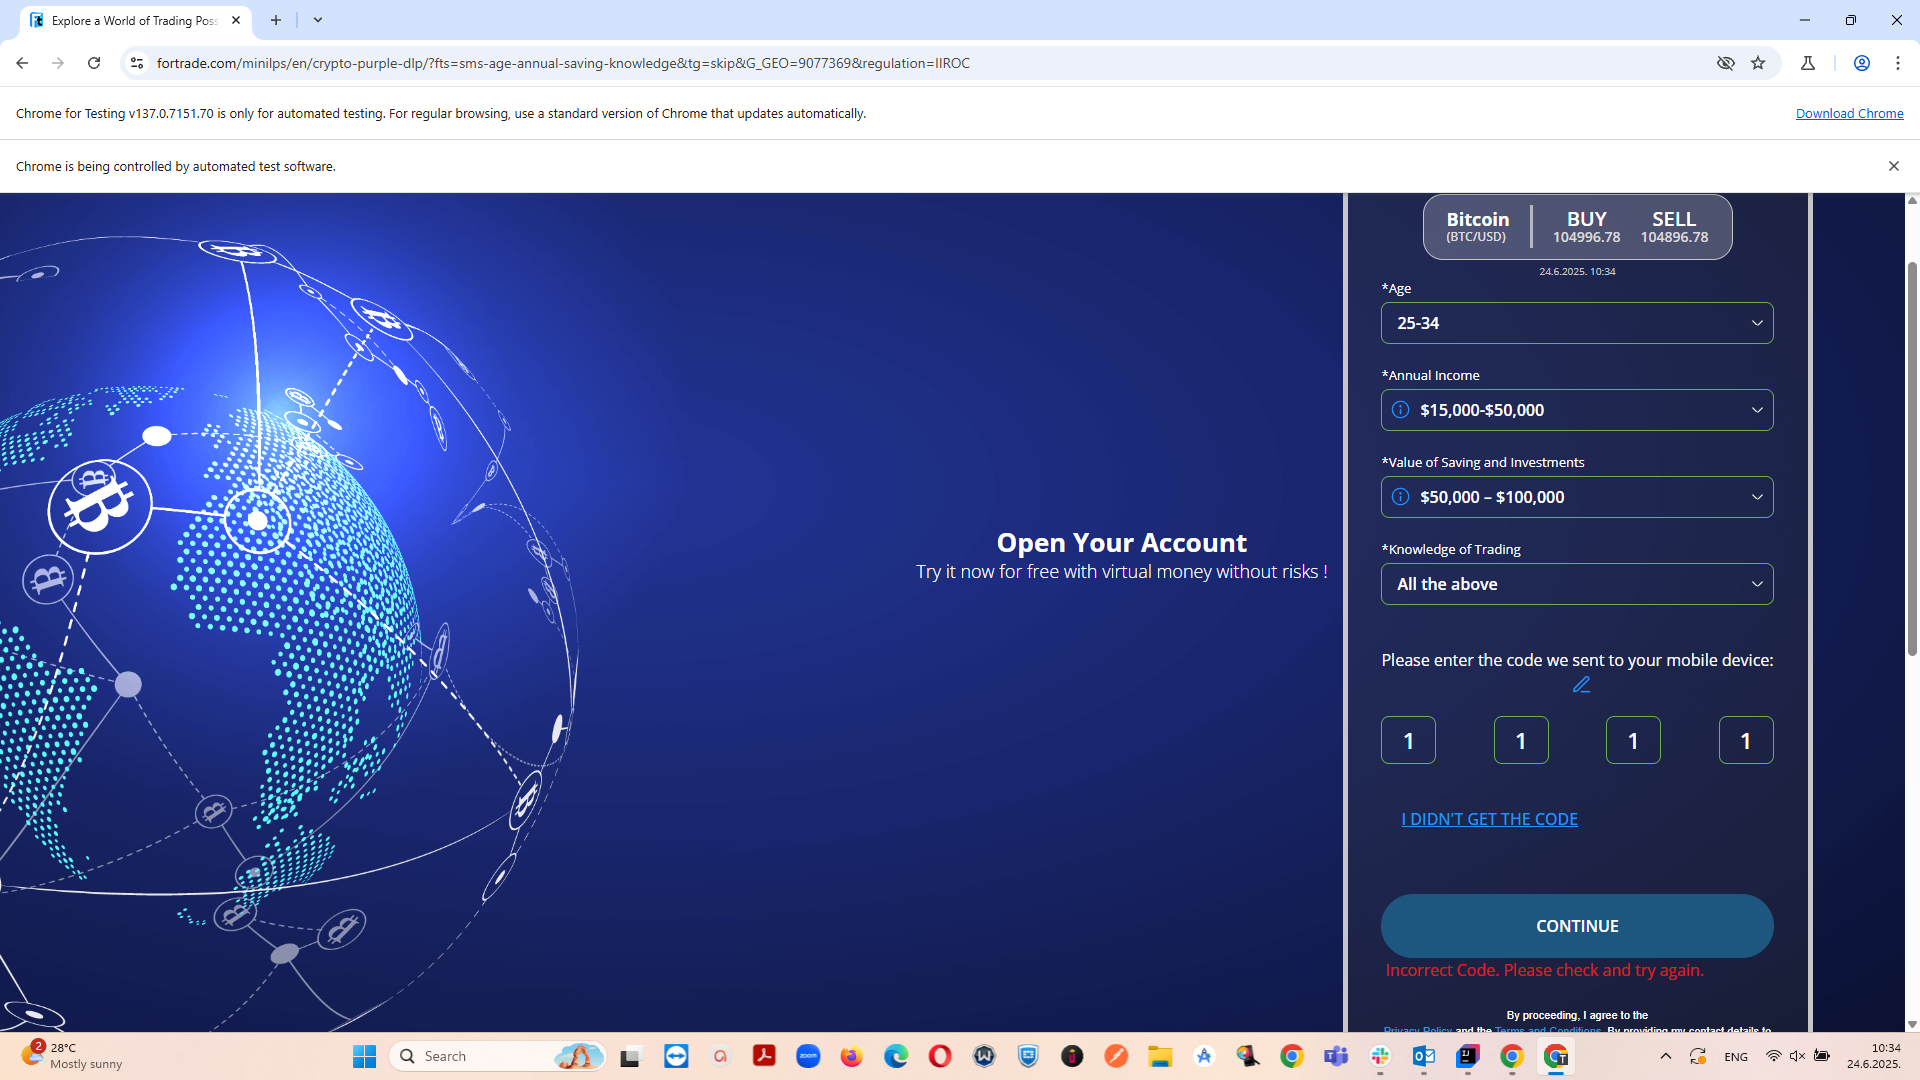 Explore a World of Trading Poss
fortrade.com/minilps/en/crypto-purple-dlp/?fts=sms-age-annual-saving-knowledge&tg=skip&G_GEO=9077369&regulation=IIROC
Chrome for Testing v137.0.7151.70 is only for automated testing. For regular browsing, use a standard version of Chrome that updates automatically.
Download Chrome
Chrome is being controlled by automated test software.
Bitcoin BUY SELL
(BTC/USD) 104996.78 104896.78
24.6.2025. 10:34
*Age
25-34
*Annual Income
$15,000-$50,000
*Value of Saving and Investments
$50,000 – $100,000
*Knowledge of Trading
All the above
Open Your Account
Try it now for free with virtual money without risks !
Please enter the code we sent to your mobile device:
1 1 1 1
I DIDN'T GET THE CODE
CONTINUE
Incorrect Code. Please check and try again.
By proceeding, I agree to the
Privacy Policy and the Terms and Conditions. By providing my contact details to
2
28°C
Mostly sunny
Search
zoom
ENG
10:34
24.6.2025.